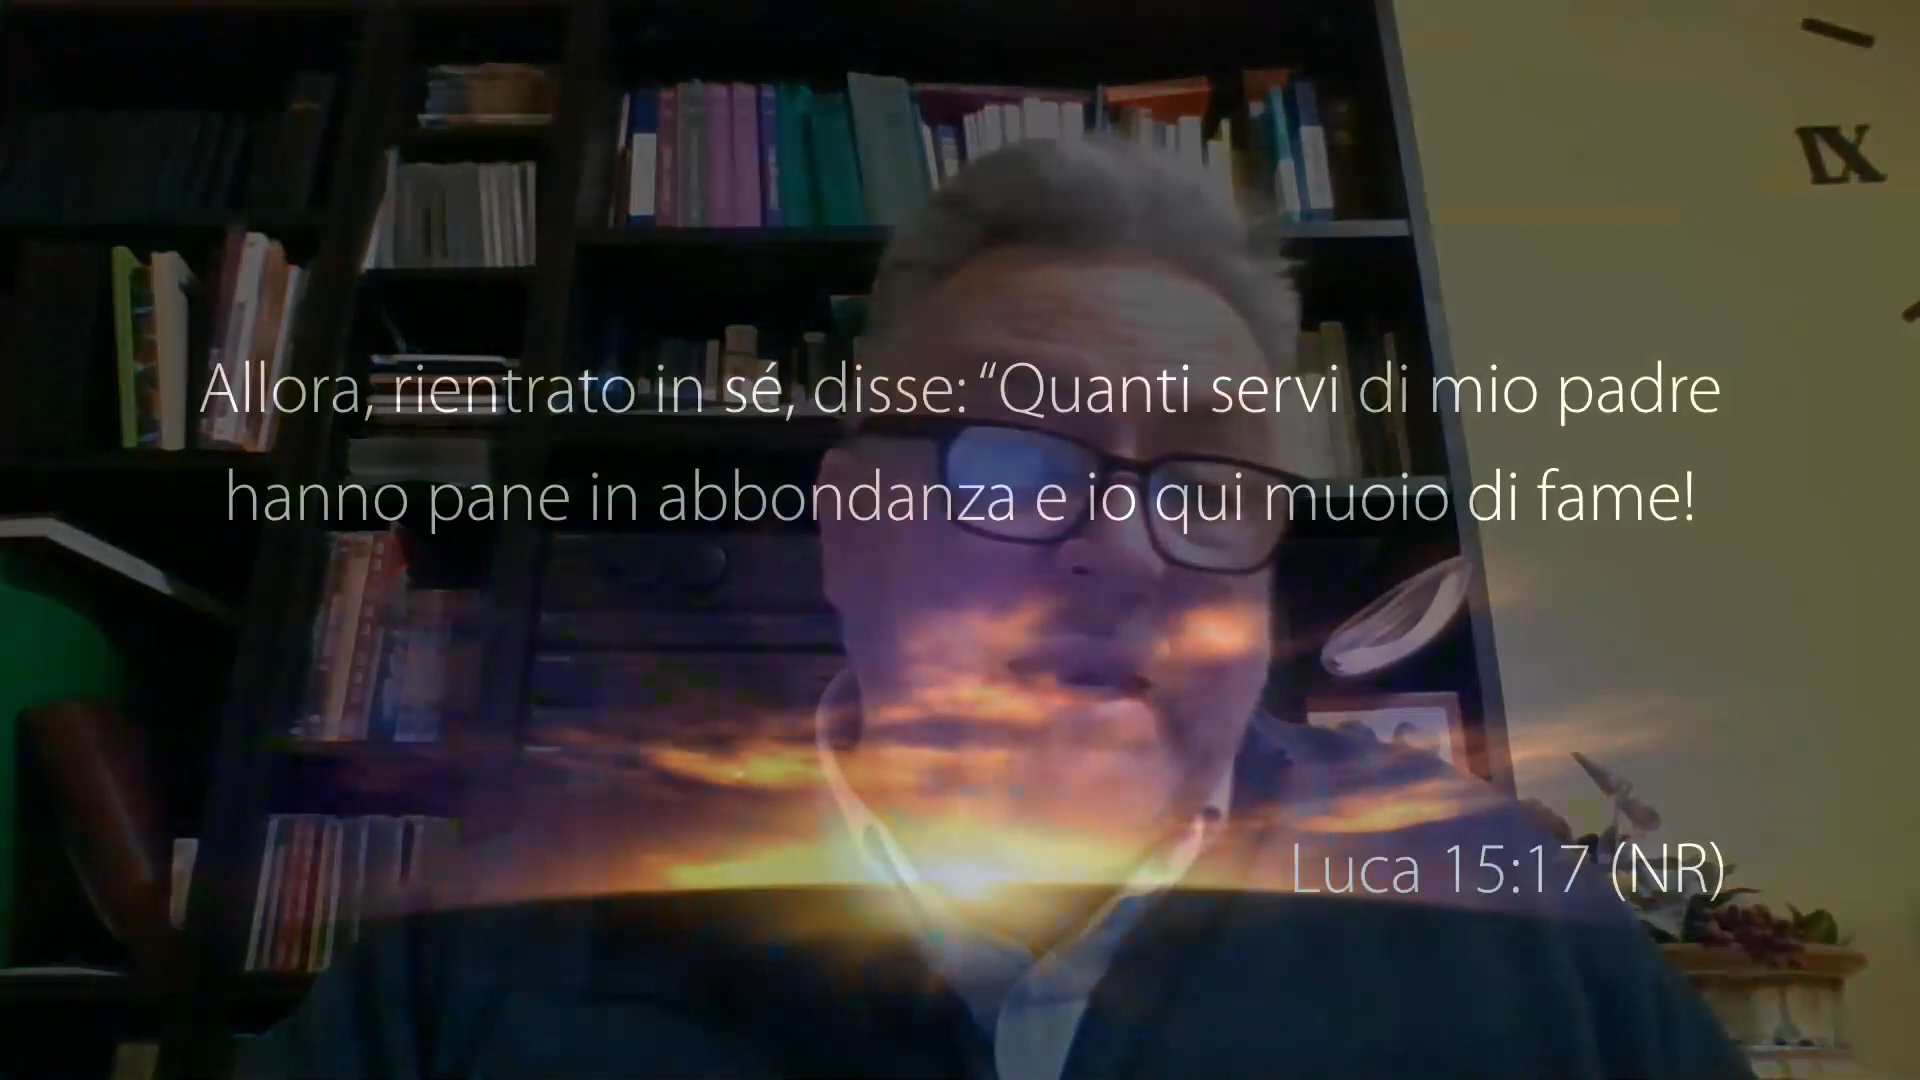 IX
Allora, rientrato in sé, disse: “Quanti servi di mio padre
hanno pane in abbondanza e io qui muoio di fame!
Luca 15:17 (NR)